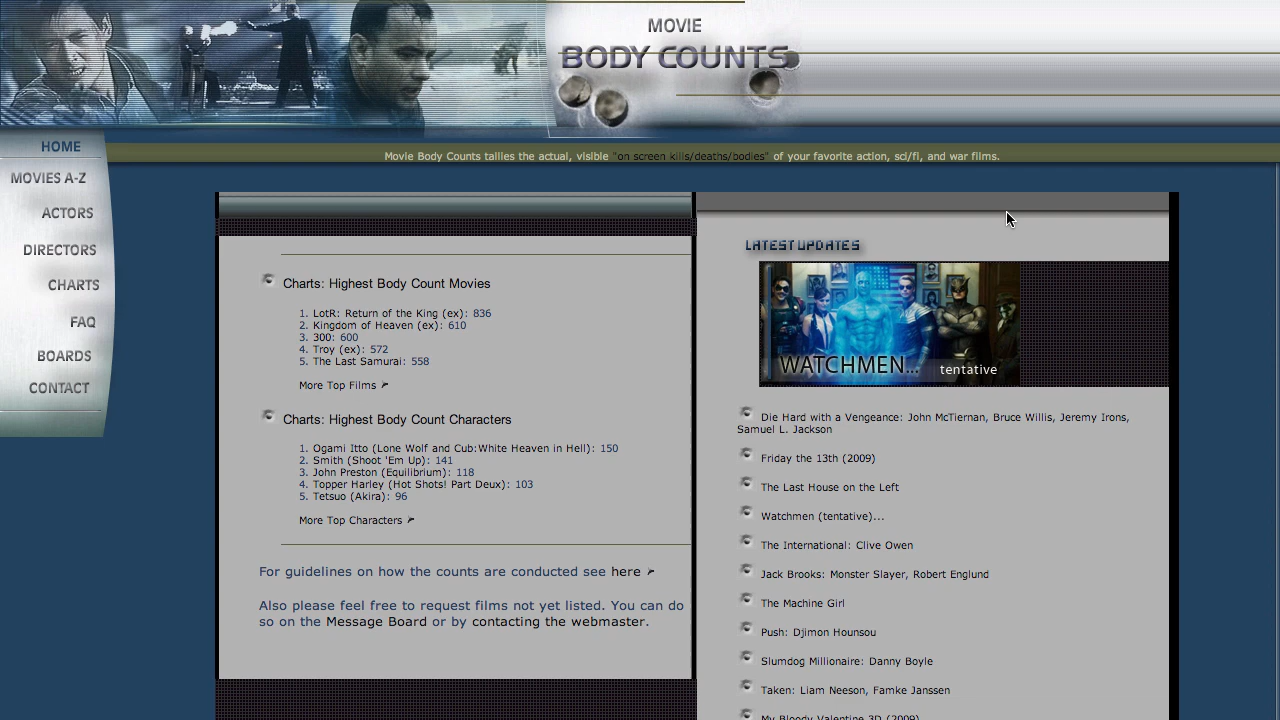 MOVIE
BODY COUNTS
HOME
MOVIES A-Z
ACTORS
DIRECTORS
CHARTS
FAQ
BOARDS
CONTACT
Movie Body Counts tallies the actual, visible "on screen kills/deaths/bodies" of your favorite action, sci/fi, and war films.
Charts: Highest Body Count Movies
1. LotR: Return of the King (ex): 836
2. Kingdom of Heaven (ex): 610
3. 300: 600
4. Troy (ex): 572
5. The Last Samurai: 558
More Top Films
Charts: Highest Body Count Characters
1. Ogami Itto (Lone Wolf and Cub:White Heaven in Hell): 150
2. Smith (Shoot 'Em Up): 141
3. John Preston (Equilibrium): 118
4. Topper Harley (Hot Shots! Part Deux): 103
5. Tetsuo (Akira): 96
More Top Characters
For guidelines on how the counts are conducted see here
Also please feel free to request films not yet listed. You can do
so on the Message Board or by contacting the webmaster.
LATEST UPDATES
WATCHMEN... tentative
Die Hard with a Vengeance: John McTiernan, Bruce Willis, Jeremy Irons,
Samuel L. Jackson
Friday the 13th (2009)
The Last House on the Left
Watchmen (tentative)...
The International: Clive Owen
Jack Brooks: Monster Slayer, Robert Englund
The Machine Girl
Push: Djimon Hounsou
Slumdog Millionaire: Danny Boyle
Taken: Liam Neeson, Famke Janssen
My Bloody Valentine 3D (2009)